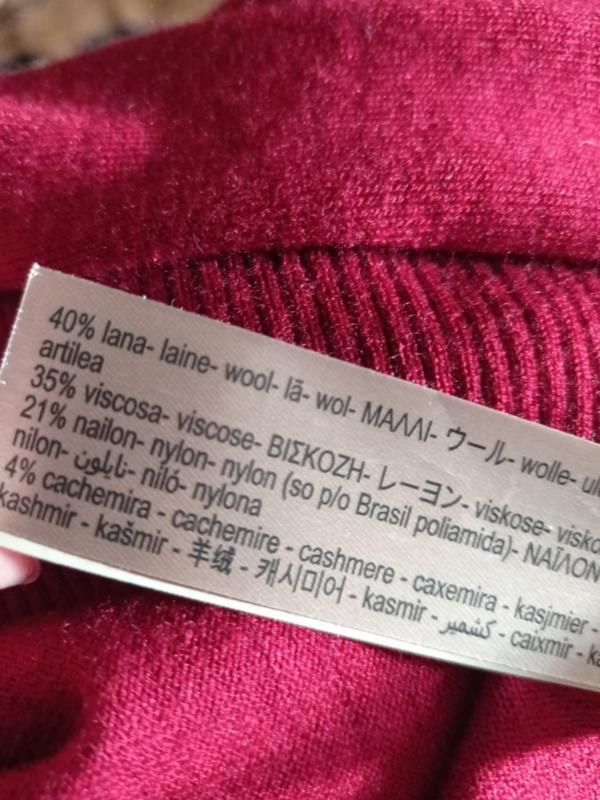 40% lana- laine- wool- lã- wol- ΜΑΛΛΙ- ウール- wolle-
artilea
35% viscosa- viscose- ΒΙΣΚΟΖΗ- レーヨン- viskose-
21% nailon- nylon- nylon (so p/o Brasil poliamida)- ΝΑΪΛΟΝ
nilon- نايلون- niló- nylona
4% cachemira - cachemire - cashmere - caxemira - kasjmier -
kashmir - kašmir - 羊绒 - 캐시미어 - kasmir - كشمير - caixmir -